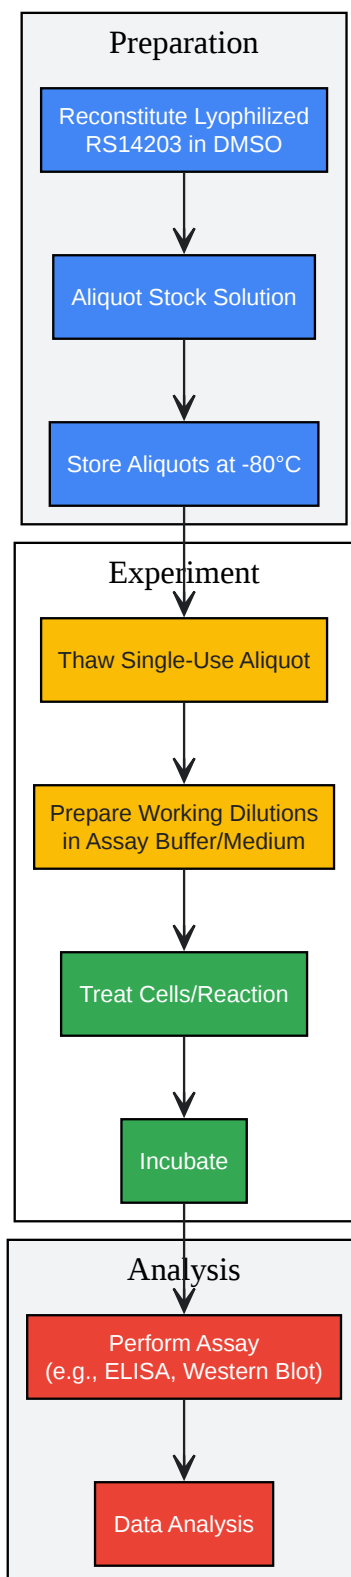 Preparation
Reconstitute Lyophilized
RS14203 in DMSO
Aliquot Stock Solution
Store Aliquots at -80°C
Experiment
Thaw Single-Use Aliquot
Prepare Working Dilutions
in Assay Buffer/Medium
Treat Cells/Reaction
Incubate
Analysis
Perform Assay
(e.g., ELISA, Western Blot)
Data Analysis